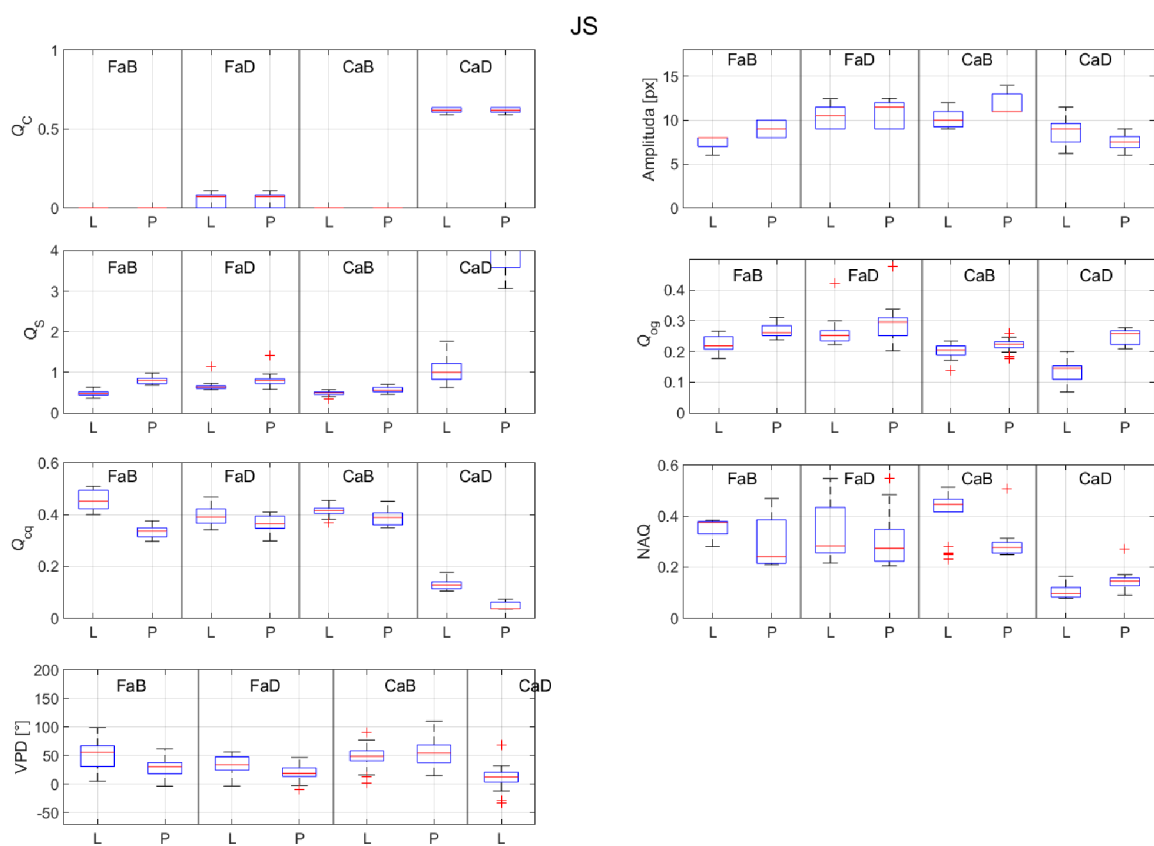 JS
FaB FaD CaB CaD
1
0.5
0
Q_C
L P L P L P L P
FaB FaD CaB CaD
15
10
5
0
Amplituda [px]
L P L P L P L P
FaB FaD CaB CaD
4
3
2
1
0
Q_S
L P L P L P L P
FaB FaD CaB CaD
0.4
0.3
0.2
0.1
0
Q_og
L P L P L P L P
FaB FaD CaB CaD
0.6
0.4
0.2
0
Q_cq
L P L P L P L P
FaB FaD CaB CaD
0.6
0.4
0.2
0
NAQ
L P L P L P L P
FaB FaD CaB CaD
200
150
100
50
0
-50
VPD [°]
L P L P L P L